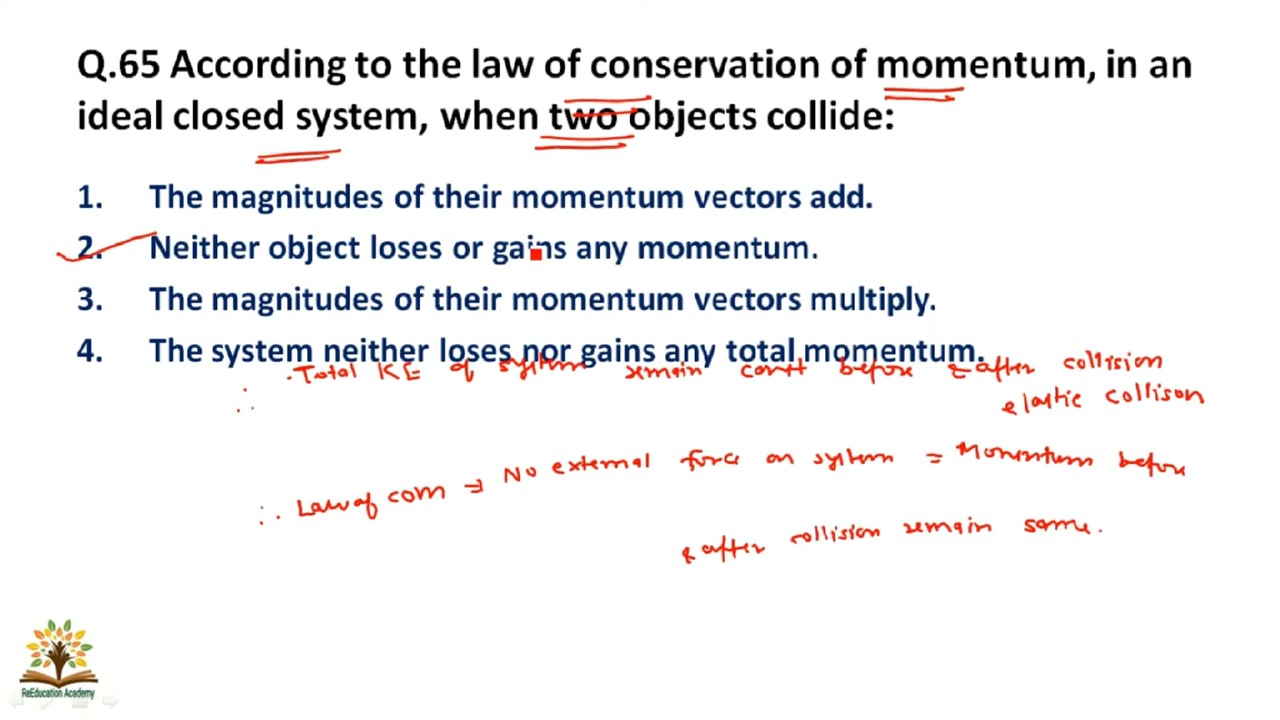 Q.65 According to the law of conservation of momentum, in an
ideal closed system, when two objects collide:
1. The magnitudes of their momentum vectors add.
2. Neither object loses or gains any momentum.
3. The magnitudes of their momentum vectors multiply.
4. The system neither loses nor gains any total momentum.
∴ Total KE of system remain before & after collision
elastic collison
∴ Law of com ⇒ No external force on system = Momentum before
& after collision remain same.
ReEducation Academy